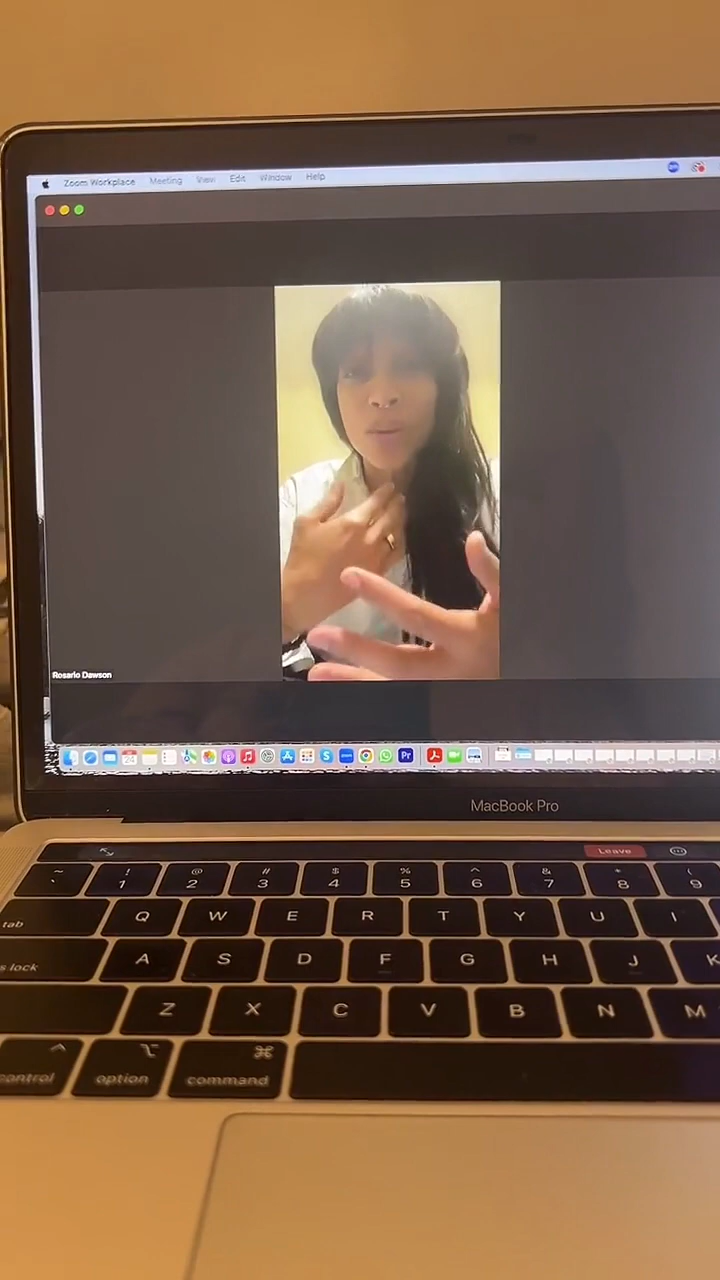 Zoom Workplace Meeting View Edit Window Help
Rosario Dawson
MacBook Pro
Leave
~ ! @ # $ % ^ & * (
` 1 2 3 4 5 6 7 8 9
tab Q W E R T Y U I
s lock A S D F G H J K
Z X C V B N M
control option command